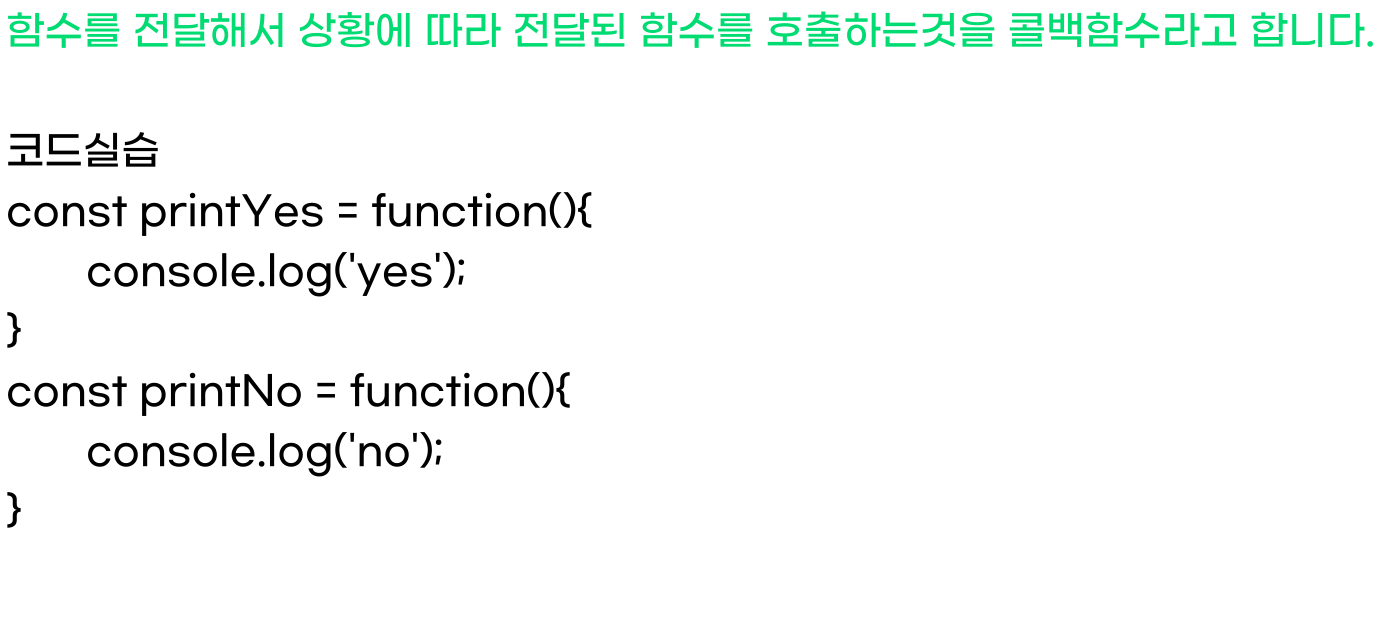 함수를 전달해서 상황에 따라 전달된 함수를 호출하는것을 콜백함수라고 합니다.
코드실습
const printYes = function(){
console.log('yes');
}
const printNo = function(){
console.log('no');
}